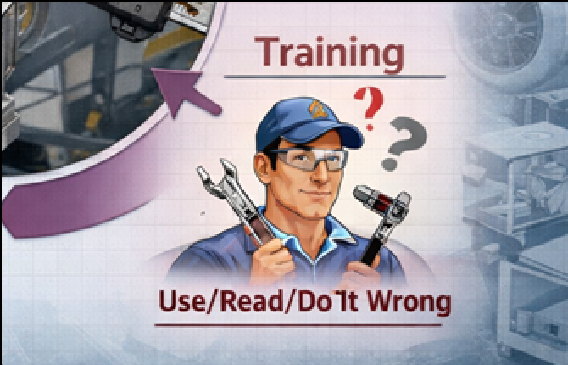 Training
? ?
Use/Read/Do It Wrong